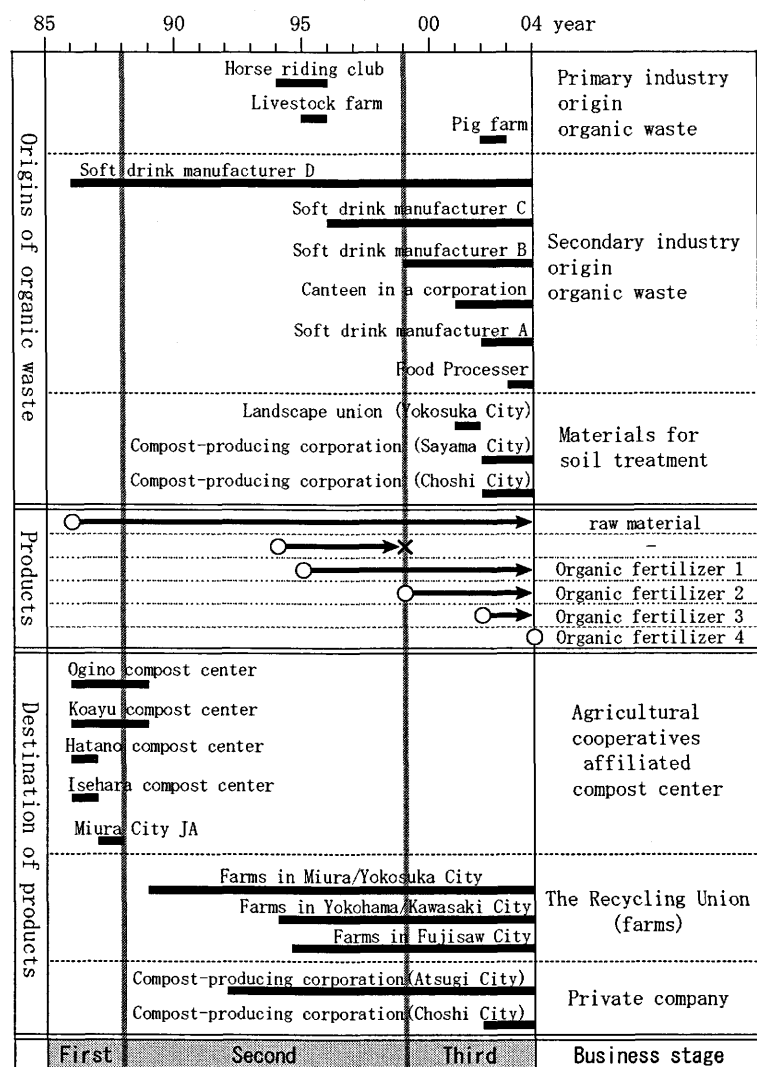 85 90 95 00 04 year
Horse riding club
Livestock farm
Pig farm
Primary industry
origin
organic waste
Origins of organic waste
Soft drink manufacturer D
Soft drink manufacturer C
Soft drink manufacturer B
Canteen in a corporation
Soft drink manufacturer A
Food Processer
Secondary industry
origin
organic waste
Landscape union (Yokosuka City)
Compost-producing corporation (Sayama City)
Compost-producing corporation (Choshi City)
Materials for
soil treatment
Products
raw material
-
Organic fertilizer 1
Organic fertilizer 2
Organic fertilizer 3
Organic fertilizer 4
Destination of products
Ogino compost center
Koayu compost center
Hatano compost center
Isehara compost center
Miura City JA
Agricultural
cooperatives
affiliated
compost center
Farms in Miura/Yokosuka City
Farms in Yokohama/Kawasaki City
Farms in Fujisaw City
The Recycling Union
(farms)
Compost-producing corporation(Atsugi City)
Compost-producing corporation(Choshi City)
Private company
First Second Third Business stage